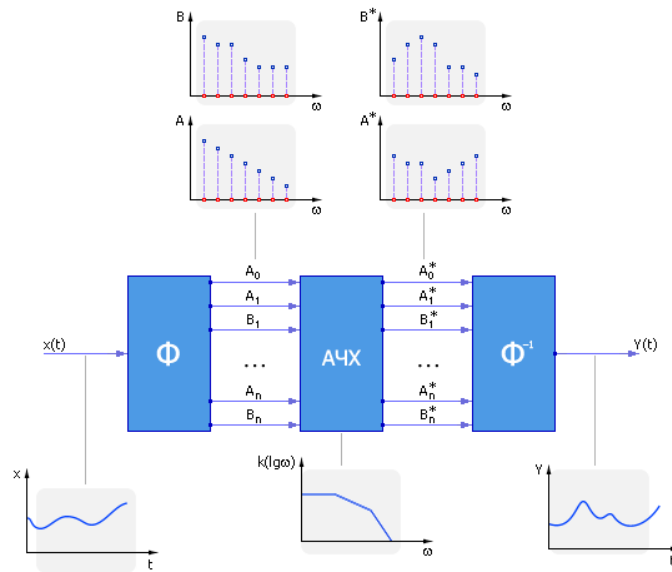 B
ω
B*
ω
A
ω
A*
ω
x(t)
Ф
A₀
A₁
B₁
...
Aₙ
Bₙ
АЧХ
A₀*
A₁*
B₁*
...
Aₙ*
Bₙ*
Ф⁻¹
Y(t)
x
t
k(lgω)
ω
Y